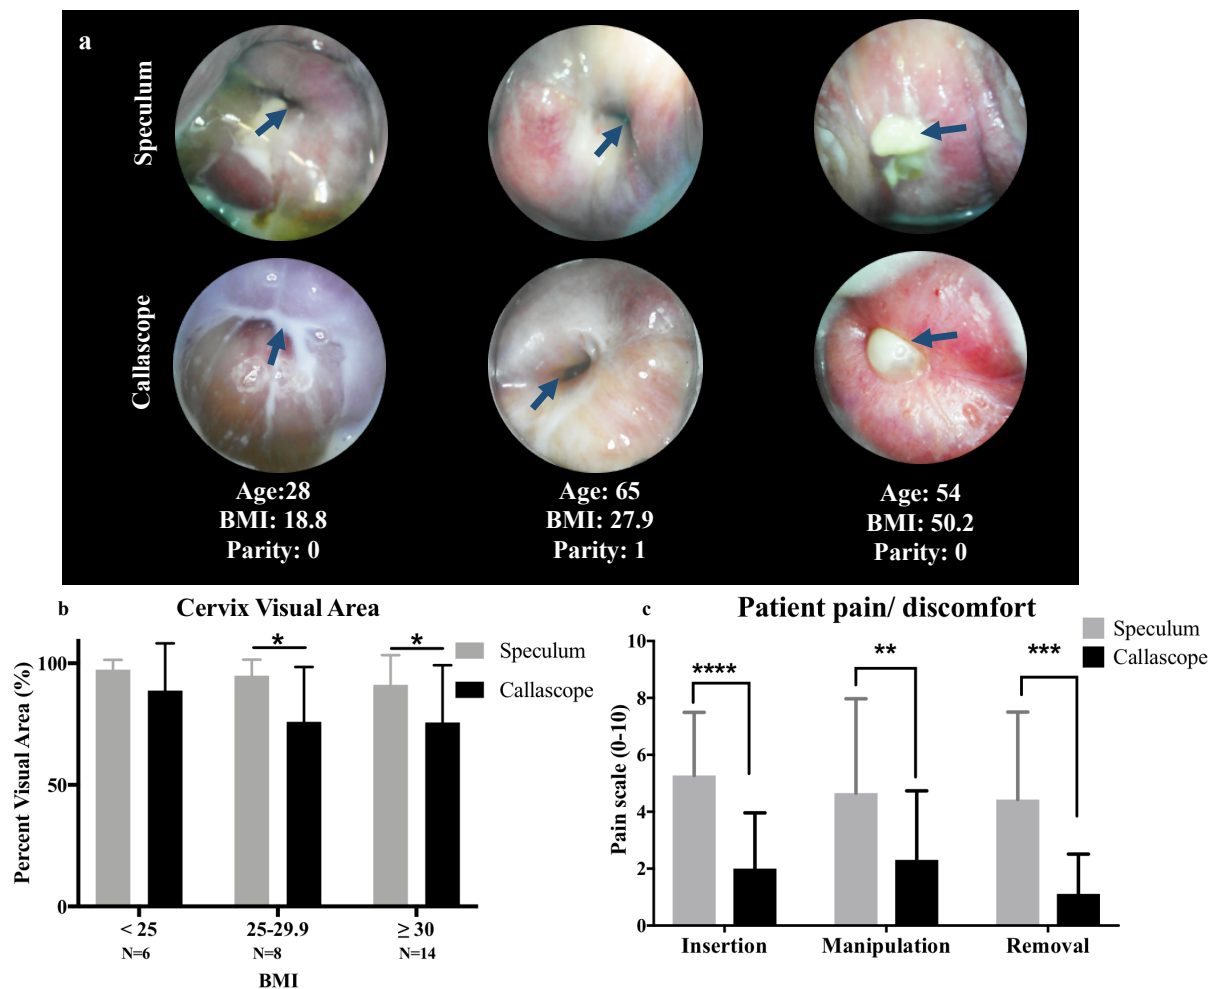 a
Speculum
Callascope
Age:28
BMI: 18.8
Parity: 0
Age: 65
BMI: 27.9
Parity: 1
Age: 54
BMI: 50.2
Parity: 0
b
Cervix Visual Area
Percent Visual Area (%)
100
50
0
*
*
Speculum
Callascope
< 25
25-29.9
≥ 30
N=6
N=8
N=14
BMI
c
Patient pain/ discomfort
Speculum
Callascope
Pain scale (0-10)
10
8
6
4
2
0
****
**
***
Insertion
Manipulation
Removal